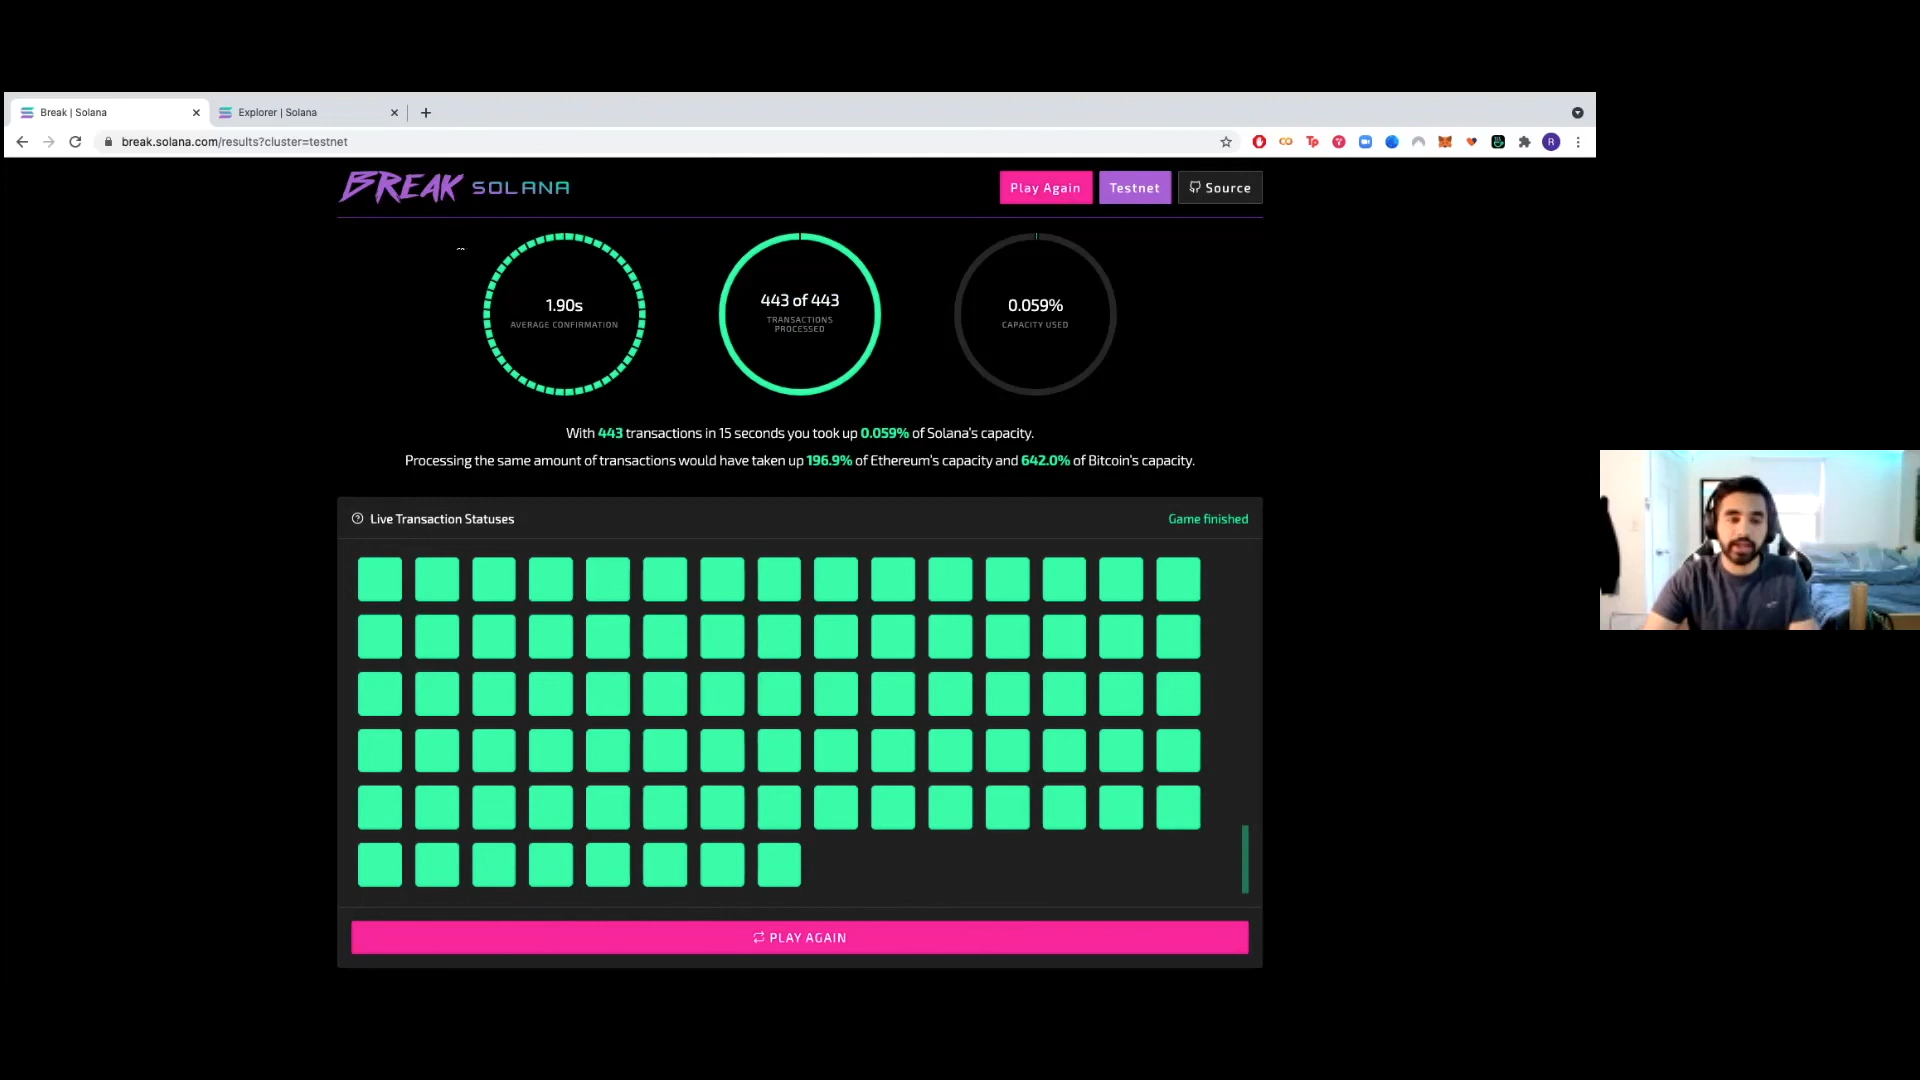 Break | Solana
Explorer | Solana
break.solana.com/results?cluster=testnet
Tp
R
BREAK SOLANA
Play Again
Testnet
Source
1.90s
AVERAGE CONFIRMATION
443 of 443
TRANSACTIONS
PROCESSED
0.059%
CAPACITY USED
With 443 transactions in 15 seconds you took up 0.059% of Solana's capacity.
Processing the same amount of transactions would have taken up 196.9% of Ethereum's capacity and 642.0% of Bitcoin's capacity.
Live Transaction Statuses
Game finished
PLAY AGAIN